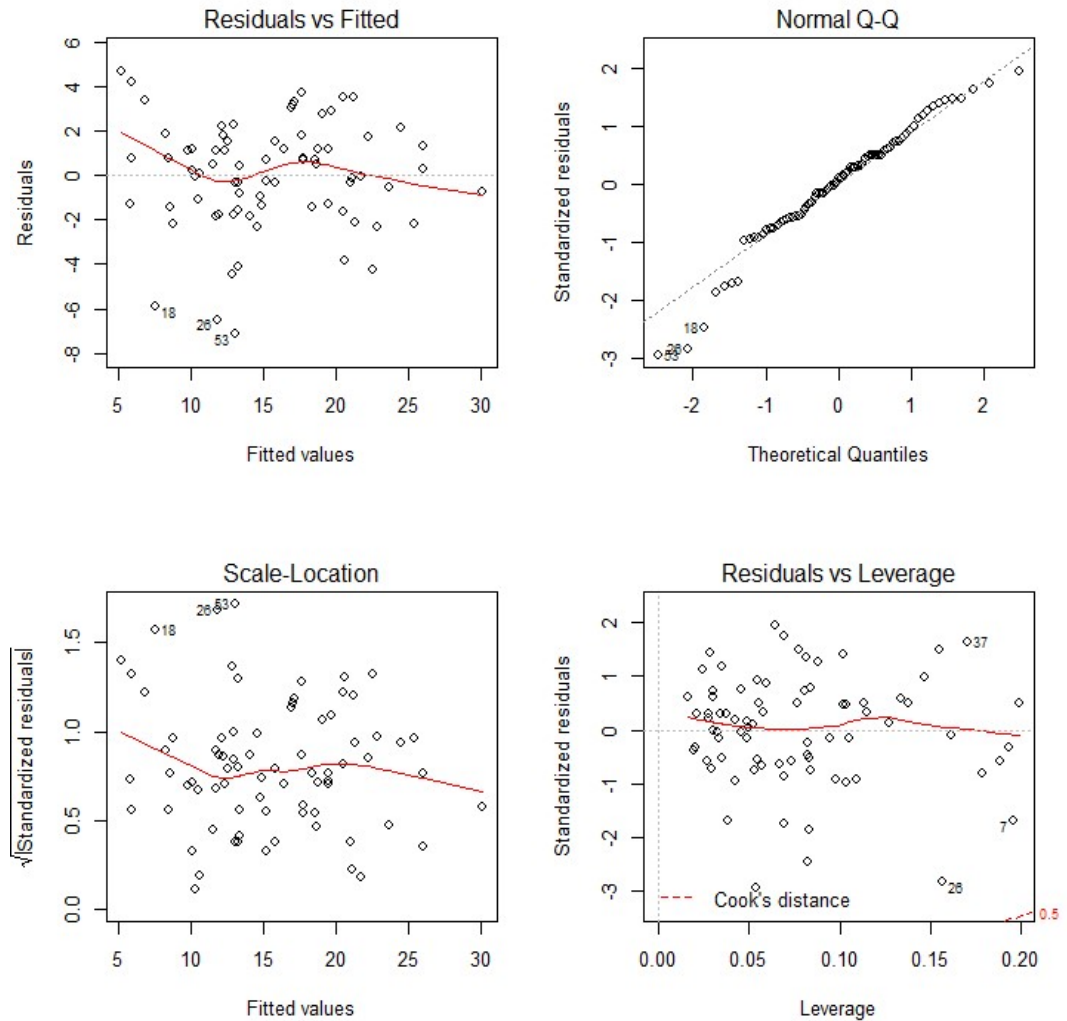 Residuals vs Fitted
Residuals
6
4
2
0
-2
-4
-6
-8
18
26
53
5 10 15 20 25 30
Fitted values
Normal Q-Q
Standardized residuals
2
1
0
-1
-2
-3
18
26
53
-2 -1 0 1 2
Theoretical Quantiles
Scale-Location
√|Standardized residuals|
1.5
1.0
0.5
0.0
26 53
18
5 10 15 20 25 30
Fitted values
Residuals vs Leverage
Standardized residuals
2
1
0
-1
-2
-3
37
7
26
Cook's distance
0.5
0.00 0.05 0.10 0.15 0.20
Leverage